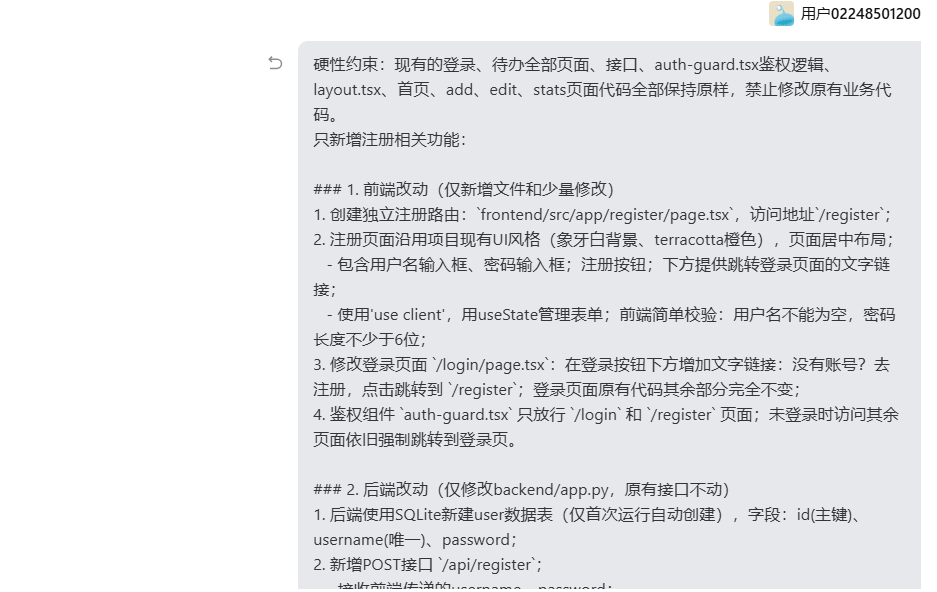 用户02248501200
硬性约束：现有的登录、待办全部页面、接口、auth-guard.tsx鉴权逻辑、
layout.tsx、首页、add、edit、stats页面代码全部保持原样，禁止修改原有业务代
码。
只新增注册相关功能：
### 1. 前端改动（仅新增文件和少量修改）
1. 创建独立注册路由：`frontend/src/app/register/page.tsx`，访问地址`/register`；
2. 注册页面沿用项目现有UI风格（象牙白背景、terracotta橙色），页面居中布局；
- 包含用户名输入框、密码输入框；注册按钮；下方提供跳转登录页面的文字链
接；
- 使用'use client'，用useState管理表单；前端简单校验：用户名不能为空，密码
长度不少于6位；
3. 修改登录页面 `/login/page.tsx`：在登录按钮下方增加文字链接：没有账号？去
注册，点击跳转到 `/register`；登录页面原有代码其余部分完全不变；
4. 鉴权组件 `auth-guard.tsx` 只放行 `/login` 和 `/register` 页面；未登录时访问其余
页面依旧强制跳转到登录页。
### 2. 后端改动（仅修改backend/app.py，原有接口不动）
1. 后端使用SQLite新建user数据表（仅首次运行自动创建），字段：id(主键)、
username(唯一)、password；
2. 新增POST接口 `/api/register`；
- 接收前端传递的username、password；